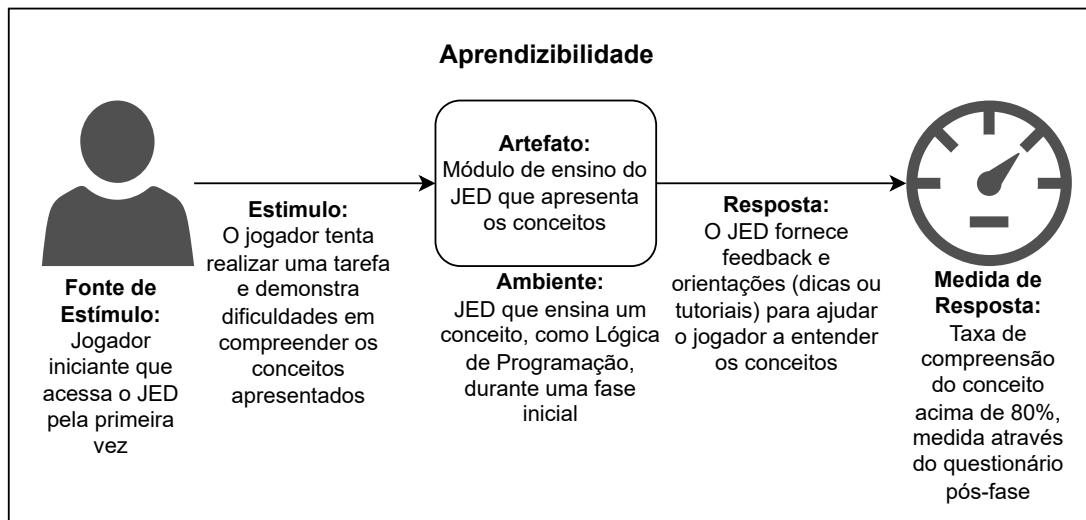 Aprendizibilidade
Fonte de
Estímulo:
Jogador
iniciante que
acessa o JED
pela primeira
vez
Estimulo:
O jogador tenta
realizar uma tarefa
e demonstra
dificuldades em
compreender os
conceitos
apresentados
Artefato:
Módulo de ensino do
JED que apresenta
os conceitos
Ambiente:
JED que ensina um
conceito, como Lógica
de Programação,
durante uma fase
inicial
Resposta:
O JED fornece
feedback e
orientações (dicas ou
tutoriais) para ajudar
o jogador a entender
os conceitos
Medida de
Resposta:
Taxa de
compreensão
do conceito
acima de 80%,
medida através
do questionário
pós-fase